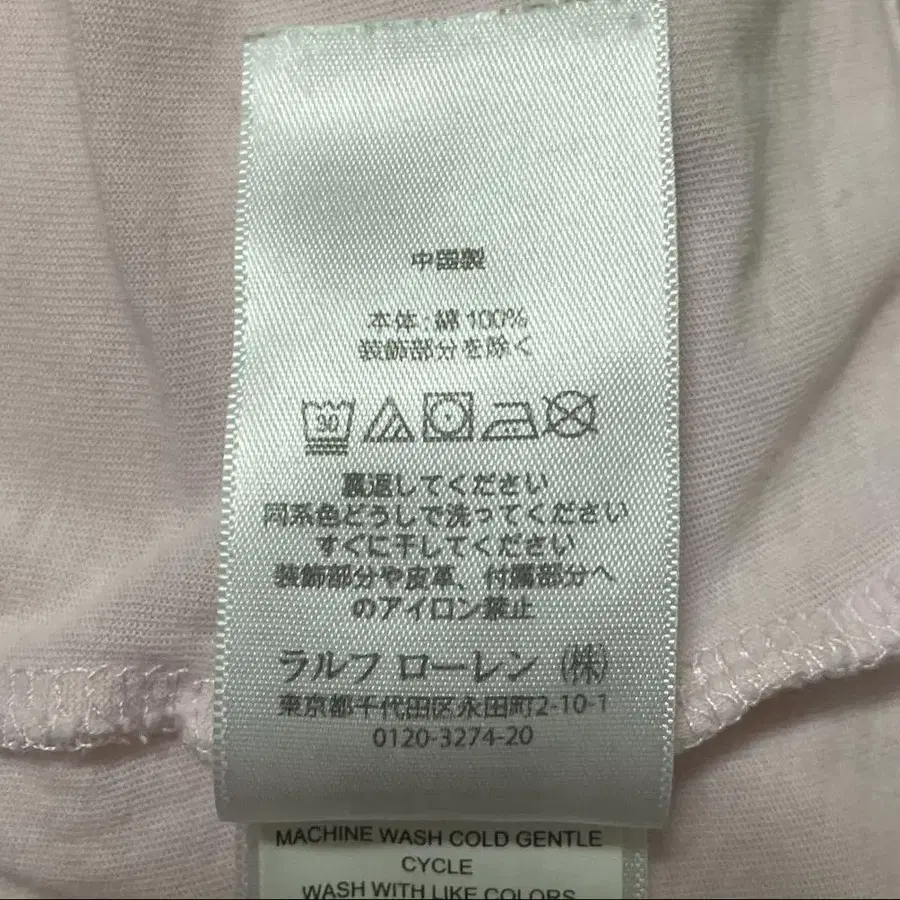 中国製
本体:綿 100%
装飾部分を除く
30
裏返してください
同系色どうしで洗ってください
すぐに干してください
装飾部分や皮革、付属部分へ
のアイロン禁止
ラルフ ローレン (株)
東京都千代田区永田町2-10-1
0120-3274-20
MACHINE WASH COLD GENTLE
CYCLE
WASH WITH LIKE COLORS